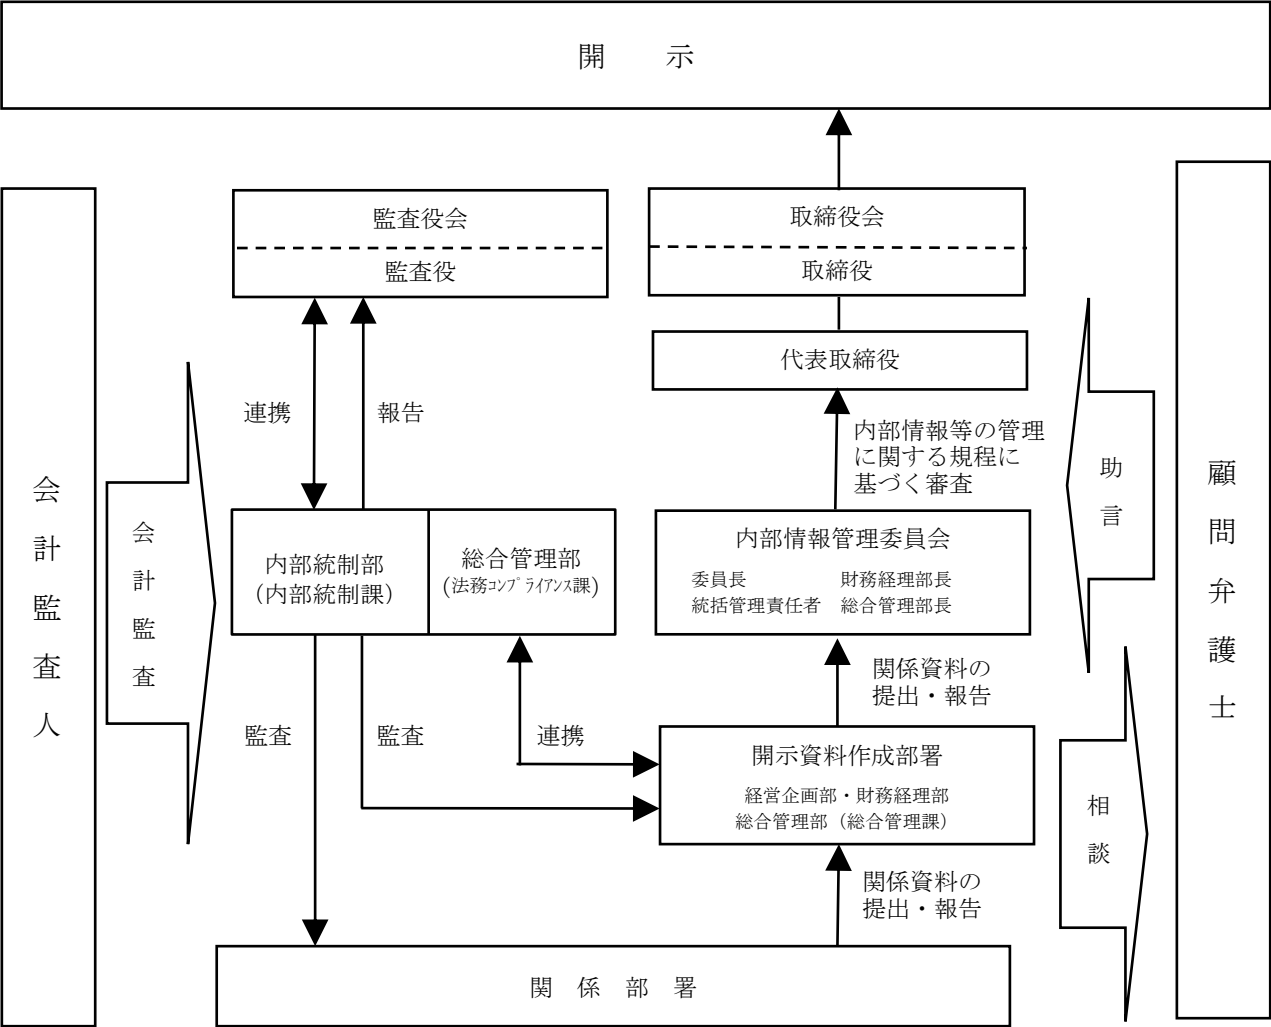 開　　示
監査役会
監査役
取締役会
取締役
代表取締役
連携
報告
内部情報等の管理
に関する規程に
基づく審査
会計監査人
会計監査
助言
顧問弁護士
内部統制部
（内部統制課）
総合管理部
(法務ｺﾝﾌﾟﾗｲｱﾝｽ課)
内部情報管理委員会
委員長　財務経理部長
統括管理責任者　総合管理部長
関係資料の
提出・報告
監査
監査
連携
開示資料作成部署
経営企画部・財務経理部
総合管理部（総合管理課）
相談
関係資料の
提出・報告
関　係　部　署